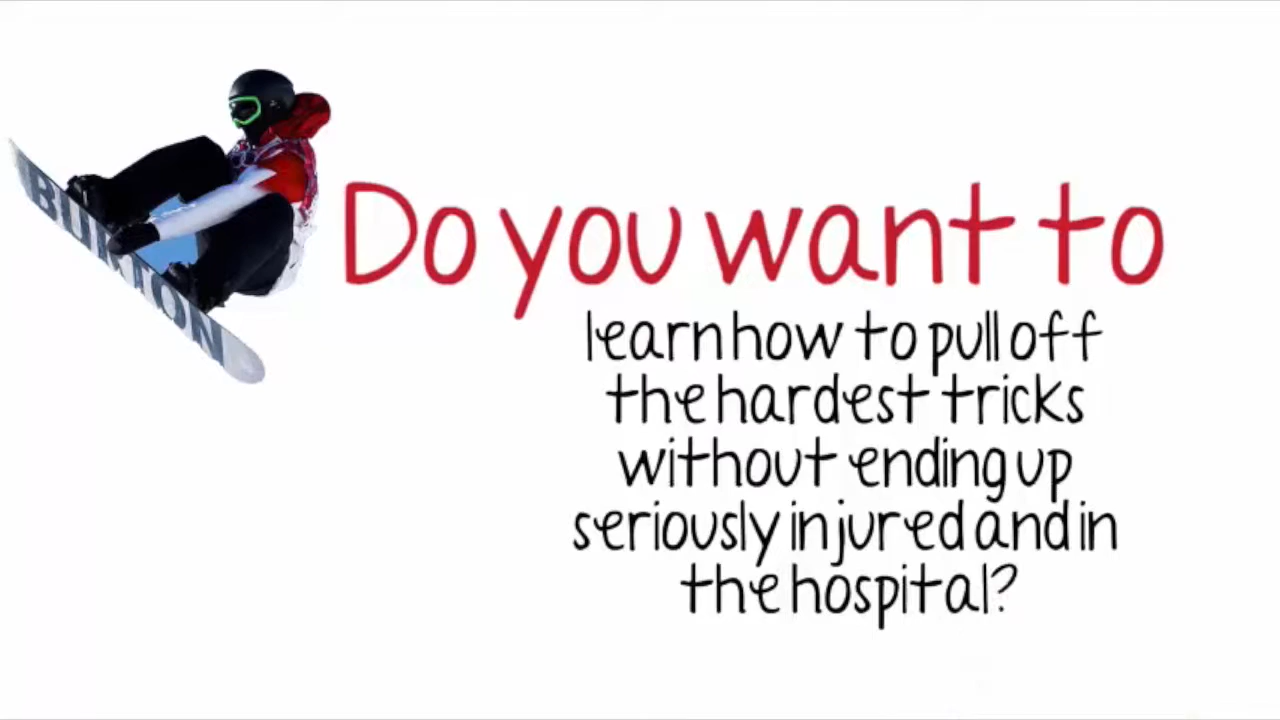 BURTON
Do you want to
learn how to pull off
the hardest tricks
without ending up
seriously injured and in
the hospital?